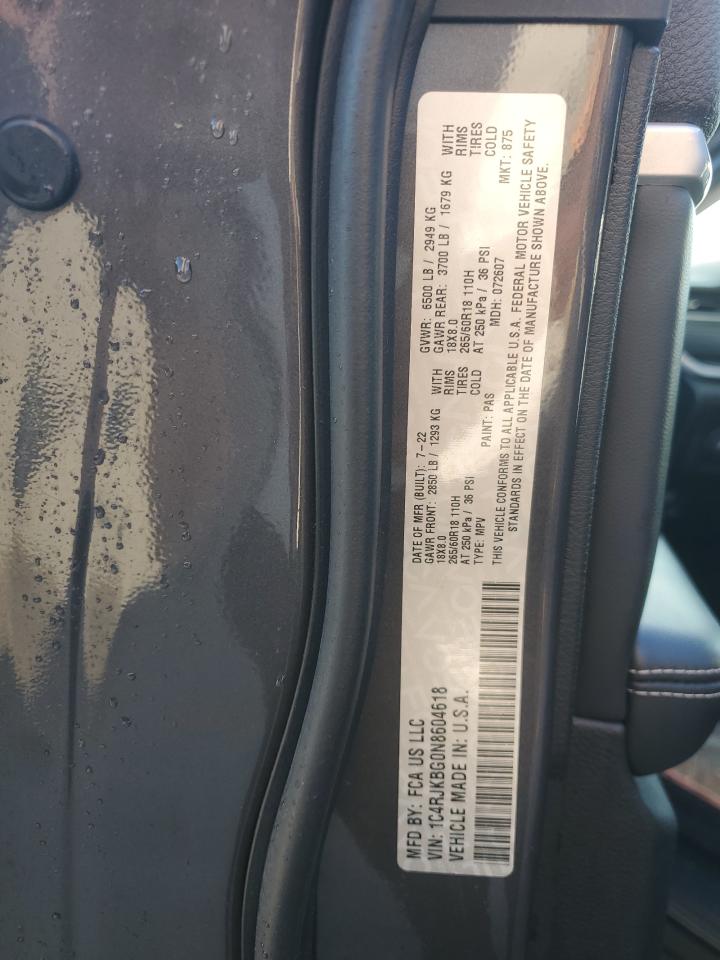 MFD BY: FCA US LLC
VIN: 1C4RJKBG0N8604618
VEHICLE MADE IN: U.S.A.
DATE OF MFR (BUILT): 7-22 GVWR: 6500 LB / 2949 KG
GAWR FRONT: 2850 LB / 1293 KG WITH GAWR REAR: 3700 LB / 1679 KG WITH
18X8.0 RIMS 18X8.0 RIMS
265/60R18 110H TIRES 265/60R18 110H TIRES
AT 250 kPa / 36 PSI COLD AT 250 kPa / 36 PSI COLD
TYPE: MPV PAINT: PAS MDH: 072607 MKT: 875
THIS VEHICLE CONFORMS TO ALL APPLICABLE U.S.A. FEDERAL MOTOR VEHICLE SAFETY
STANDARDS IN EFFECT ON THE DATE OF MANUFACTURE SHOWN ABOVE.